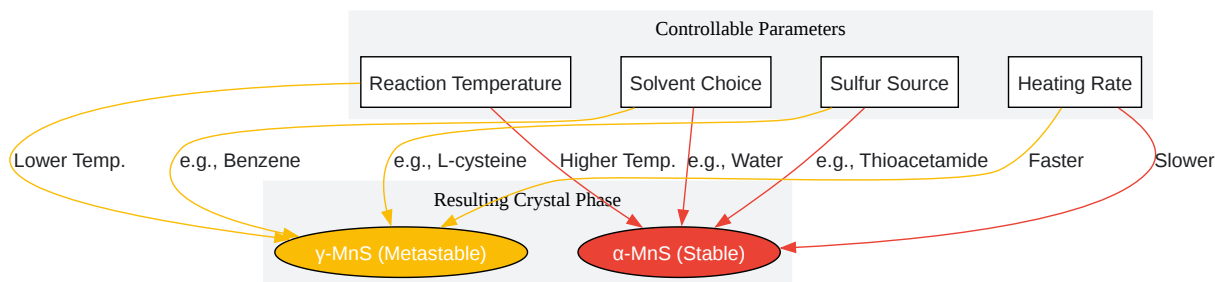 Controllable Parameters
Reaction Temperature
Solvent Choice
Sulfur Source
Heating Rate
Lower Temp.
e.g., Benzene
e.g., L-cysteine
Higher Temp.
e.g., Water
e.g., Thioacetamide
Faster
Slower
Resulting Crystal Phase
γ-MnS (Metastable)
α-MnS (Stable)